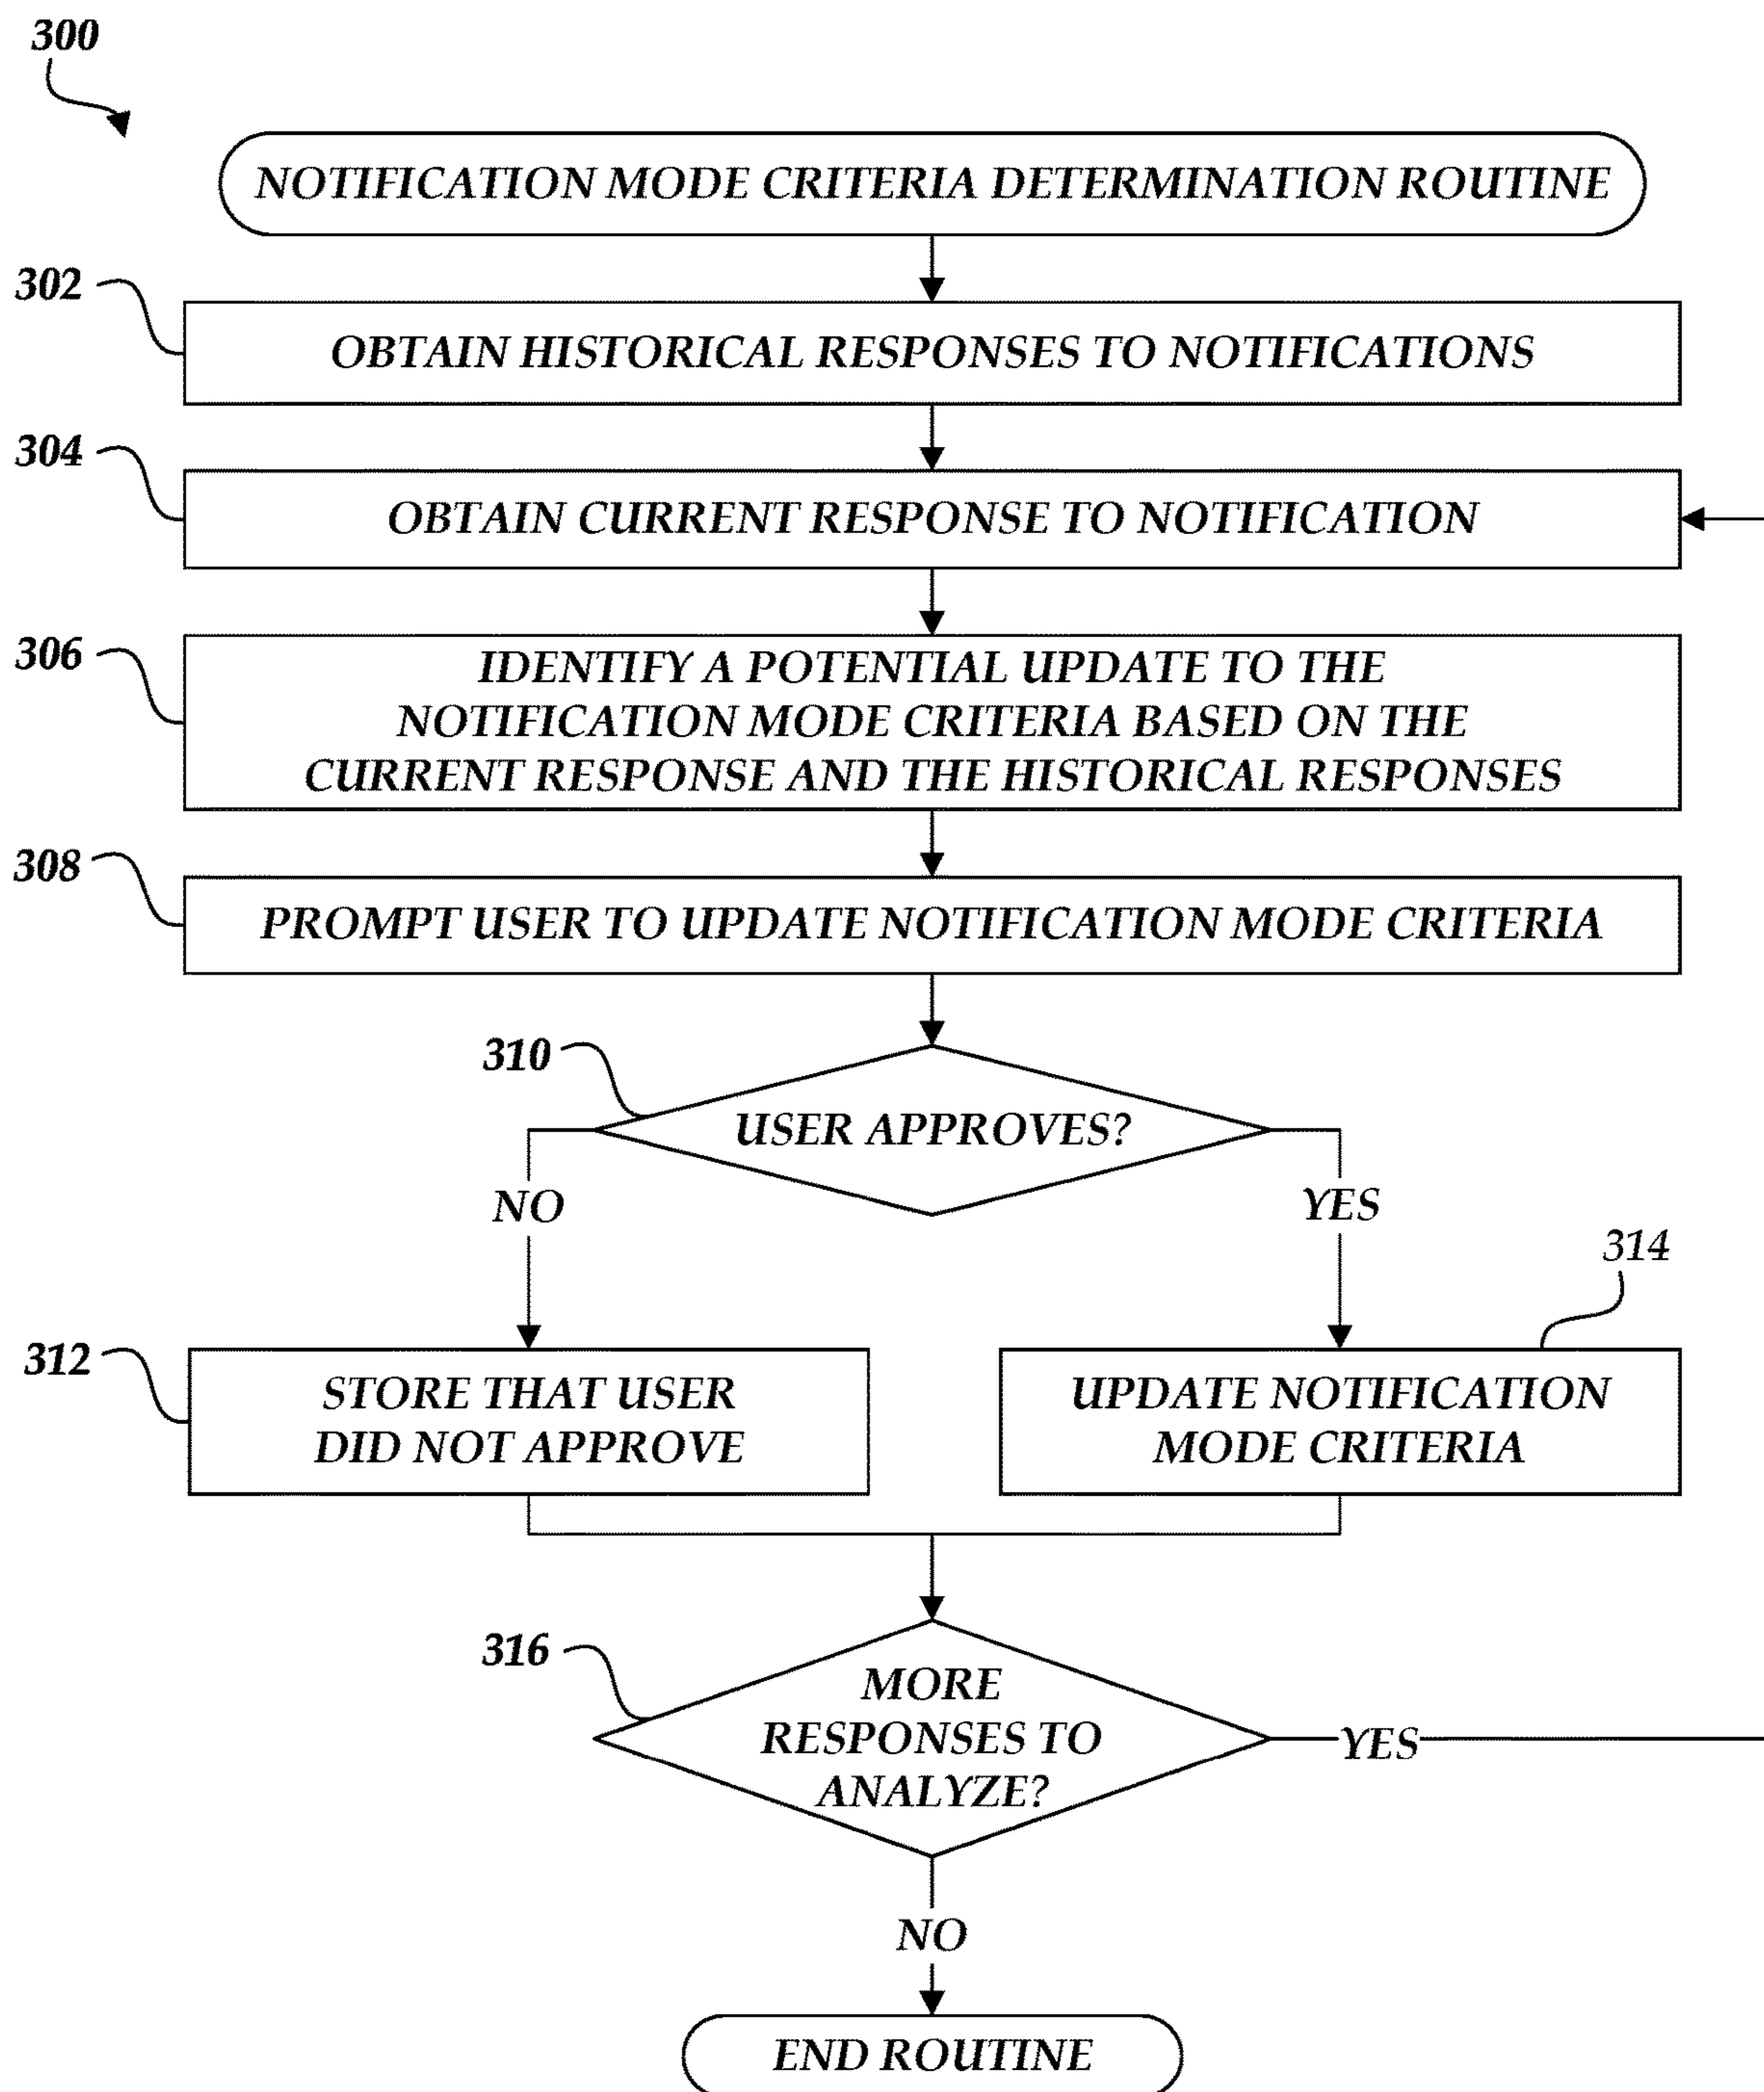 300
NOTIFICATION MODE CRITERIA DETERMINATION ROUTINE
302
OBTAIN HISTORICAL RESPONSES TO NOTIFICATIONS
304
OBTAIN CURRENT RESPONSE TO NOTIFICATION
306
IDENTIFY A POTENTIAL UPDATE TO THE
NOTIFICATION MODE CRITERIA BASED ON THE
CURRENT RESPONSE AND THE HISTORICAL RESPONSES
308
PROMPT USER TO UPDATE NOTIFICATION MODE CRITERIA
310
USER APPROVES?
NO
YES
314
312
STORE THAT USER
DID NOT APPROVE
UPDATE NOTIFICATION
MODE CRITERIA
316
MORE
RESPONSES TO
ANALYZE?
YES
NO
END ROUTINE